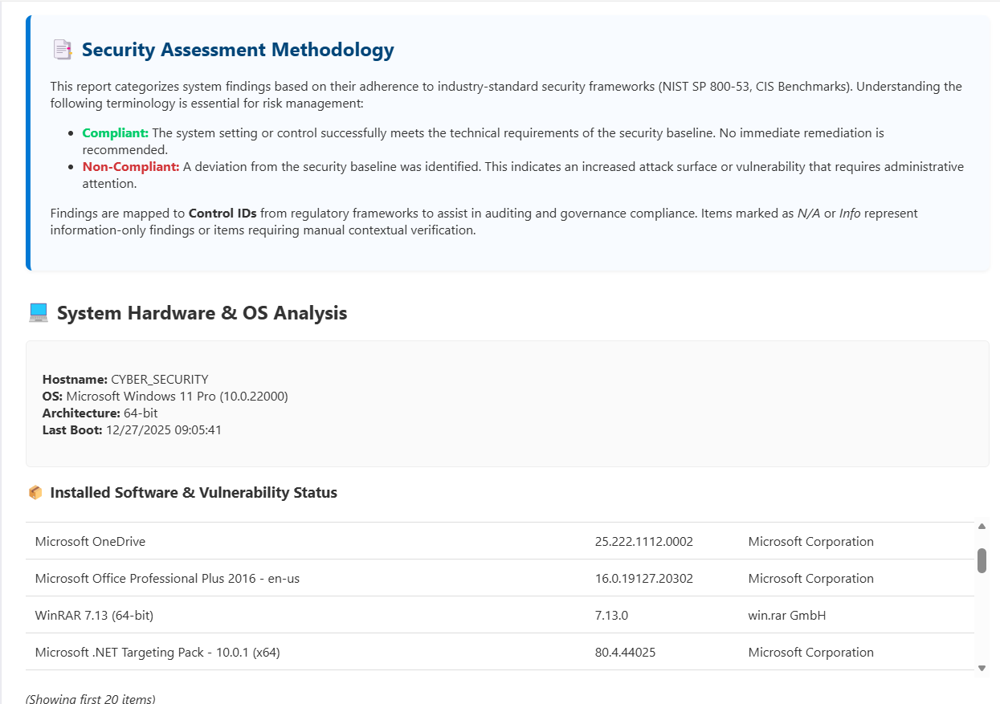 Security Assessment Methodology
This report categorizes system findings based on their adherence to industry-standard security frameworks (NIST SP 800-53, CIS Benchmarks). Understanding the
following terminology is essential for risk management:
• Compliant: The system setting or control successfully meets the technical requirements of the security baseline. No immediate remediation is
recommended.
• Non-Compliant: A deviation from the security baseline was identified. This indicates an increased attack surface or vulnerability that requires administrative
attention.
Findings are mapped to Control IDs from regulatory frameworks to assist in auditing and governance compliance. Items marked as N/A or Info represent
information-only findings or items requiring manual contextual verification.
System Hardware & OS Analysis
Hostname: CYBER_SECURITY
OS: Microsoft Windows 11 Pro (10.0.22000)
Architecture: 64-bit
Last Boot: 12/27/2025 09:05:41
Installed Software & Vulnerability Status
Microsoft OneDrive 25.222.1112.0002 Microsoft Corporation
Microsoft Office Professional Plus 2016 - en-us 16.0.19127.20302 Microsoft Corporation
WinRAR 7.13 (64-bit) 7.13.0 win.rar GmbH
Microsoft .NET Targeting Pack - 10.0.1 (x64) 80.4.44025 Microsoft Corporation
(Showing first 20 items)